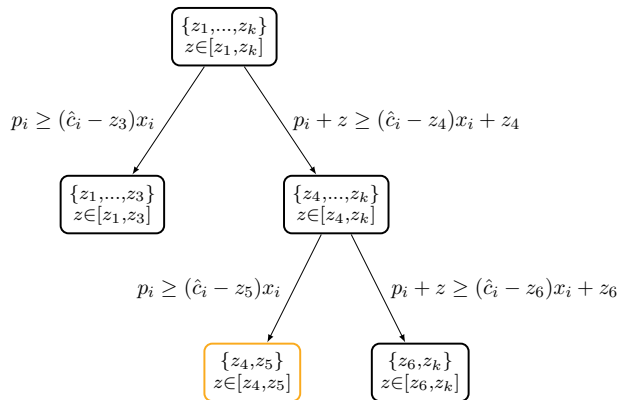 {z₁,...,zₖ}
z∈[z₁,zₖ]
pᵢ ≥ (ĉᵢ − z₃)xᵢ
pᵢ + z ≥ (ĉᵢ − z₄)xᵢ + z₄
{z₁,...,z₃}
z∈[z₁,z₃]
{z₄,...,zₖ}
z∈[z₄,zₖ]
pᵢ ≥ (ĉᵢ − z₅)xᵢ
pᵢ + z ≥ (ĉᵢ − z₆)xᵢ + z₆
{z₄,z₅}
z∈[z₄,z₅]
{z₆,zₖ}
z∈[z₆,zₖ]